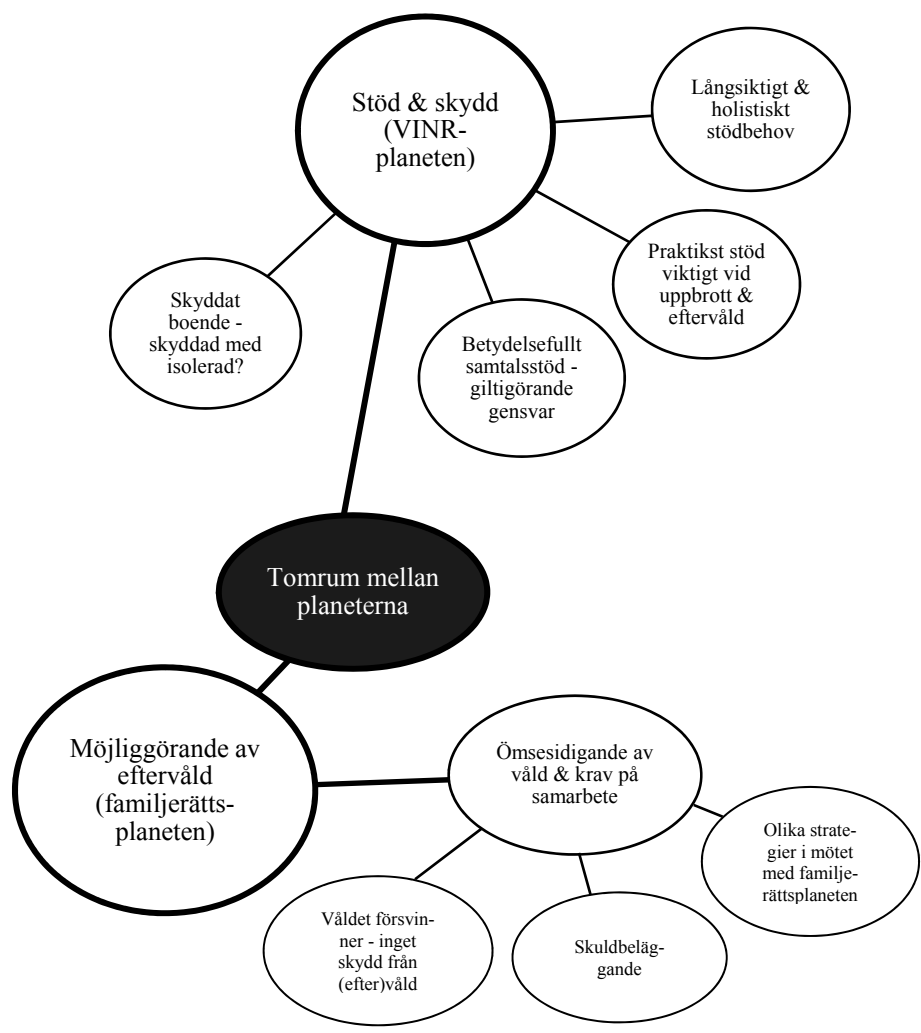 Stöd & skydd
(VINR-
planeten)
Långsiktigt &
holistiskt
stödbehov
Praktikst stöd
viktigt vid
uppbrott &
eftervåld
Betydelsefullt
samtalsstöd -
giltigörande
gensvar
Skyddat
boende -
skyddad med
isolerad?
Tomrum mellan
planeterna
Möjliggörande av
eftervåld
(familjerätts-
planeten)
Ömsesidigande av
våld & krav på
samarbete
Olika strate-
gier i mötet
med familje-
rättsplaneten
Våldet försvin-
ner - inget
skydd från
(efter)våld
Skuldbeläg-
gande